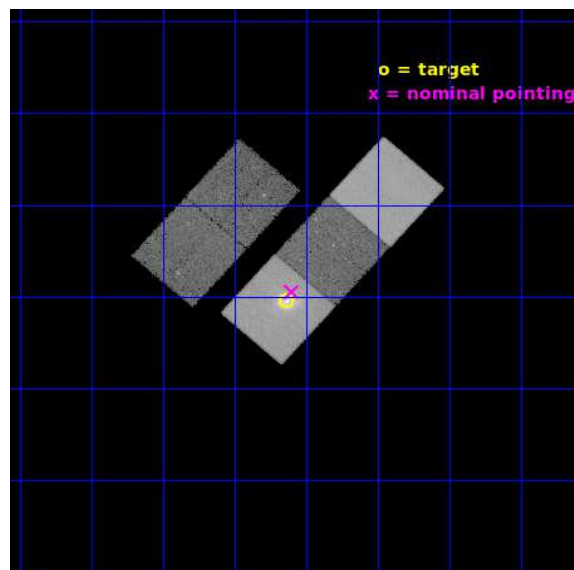 o = target
x = nominal pointing